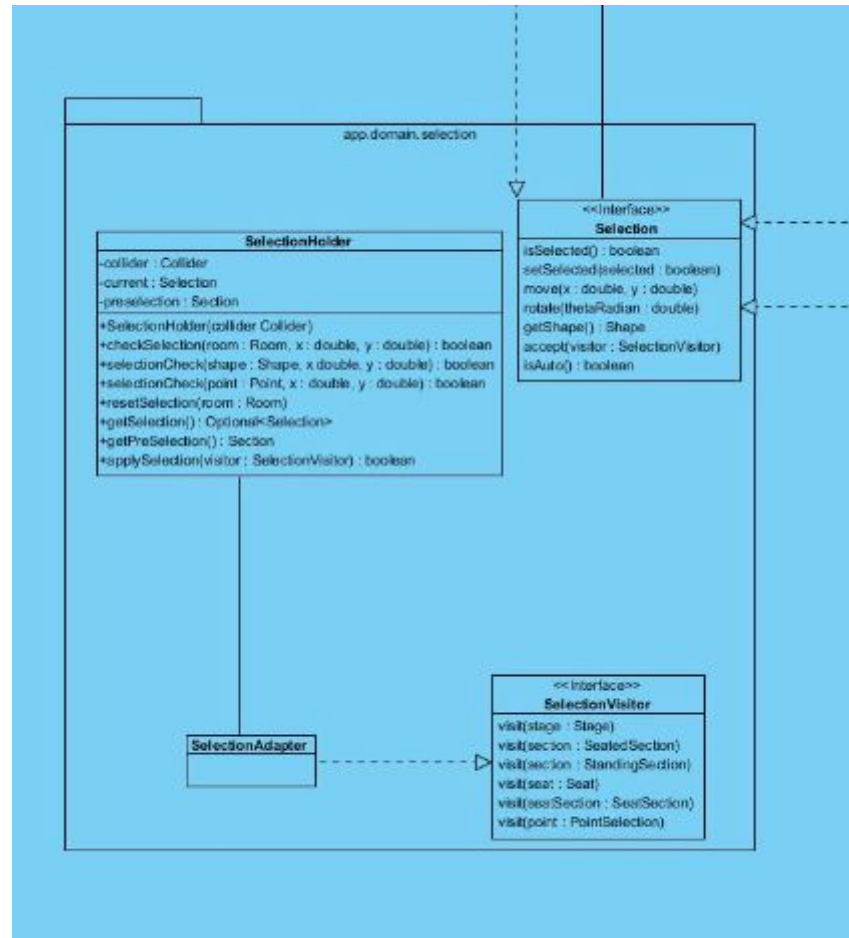 app.domain.selection
<<Interface>>
Selection
isSelected() : boolean
setSelected(selected : boolean)
move(x : double, y : double)
rotate(thetaRadian : double)
getShape() : Shape
accept(visitor : SelectionVisitor)
isAuto() : boolean
SelectionHolder
-collider : Collider
-current : Selection
-preselection : Section
+SelectionHolder(collider Collider)
+checkSelection(room : Room, x : double, y : double) : boolean
+selectionCheck(shape : Shape, x double, y : double) : boolean
+selectionCheck(point : Point, x : double, y : double) : boolean
+resetSelection(room : Room)
+getSelection() : Optional<Selection>
+getPreSelection() : Section
+applySelection(visitor : SelectionVisitor) : boolean
<<Interface>>
SelectionVisitor
visit(stage : Stage)
visit(section : SeatedSection)
visit(section : StandingSection)
visit(seat : Seat)
visit(seatSection : SeatSection)
visit(point : PointSelection)
SelectionAdapter